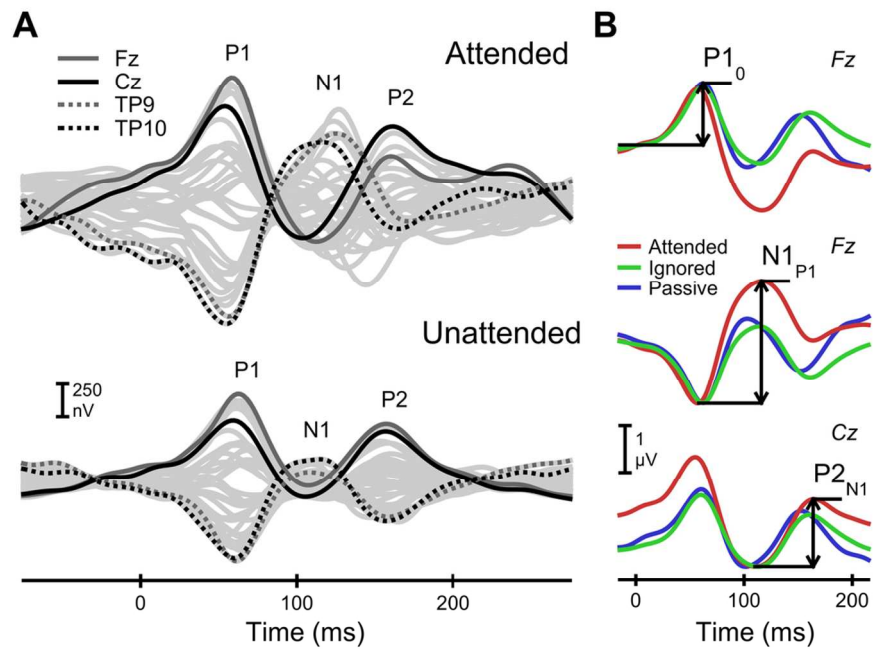 A
Fz
Cz
TP9
TP10
P1
N1
P2
Attended
Unattended
250
nV
P1
N1
P2
0 100 200
Time (ms)
B
P1₀
Fz
Attended
Ignored
Passive
N1P1
Fz
Cz
1
µV
P2N1
0 100 200
Time (ms)